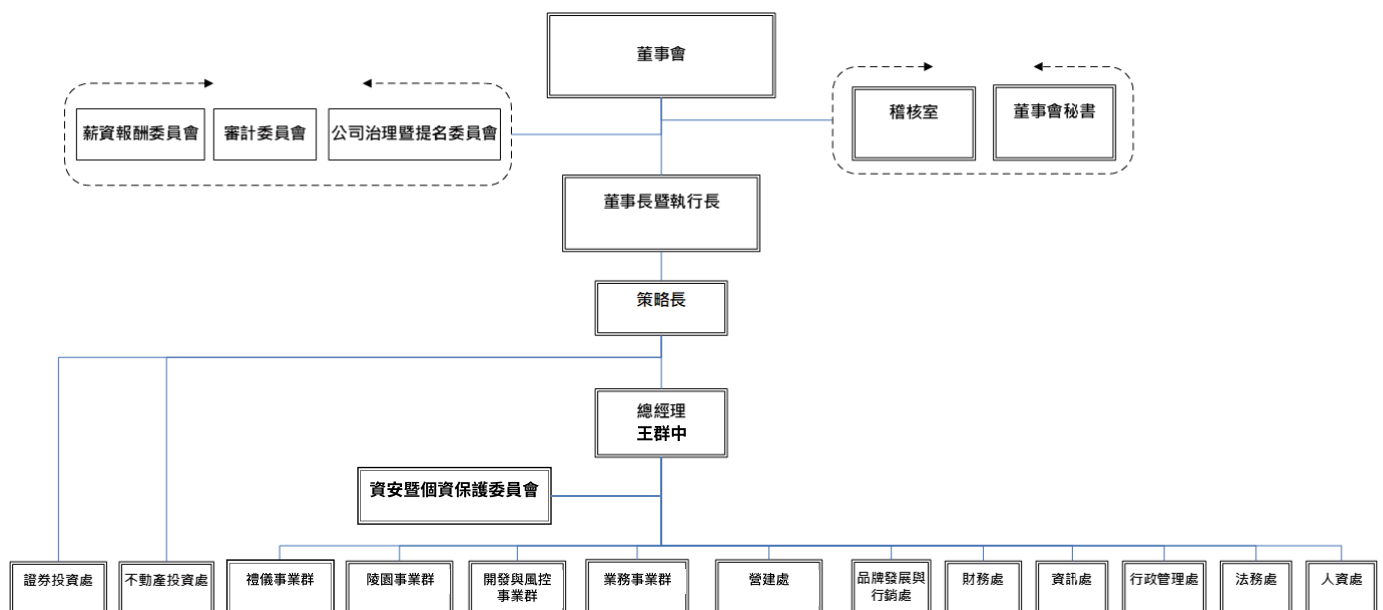 董事會
薪資報酬委員會
審計委員會
公司治理暨提名委員會
稽核室
董事會秘書
董事長暨執行長
策略長
總經理
王群中
資安暨個資保護委員會
證券投資處
不動產投資處
禮儀事業群
陵園事業群
開發與風控
事業群
業務事業群
營建處
品牌發展與
行銷處
財務處
資訊處
行政管理處
法務處
人資處